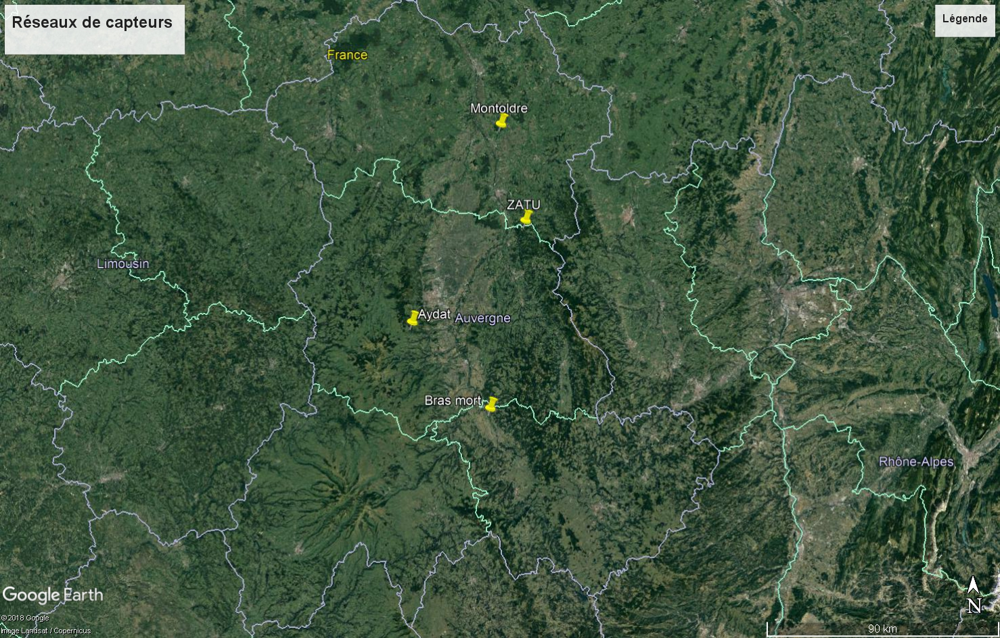 Réseaux de capteurs
Légende
France
Montoldre
ZATU
Limousin
Aydat
Auvergne
Bras mort
Rhône-Alpes
Google Earth
©2018 Google
Image Landsat / Copernicus
N
90 km